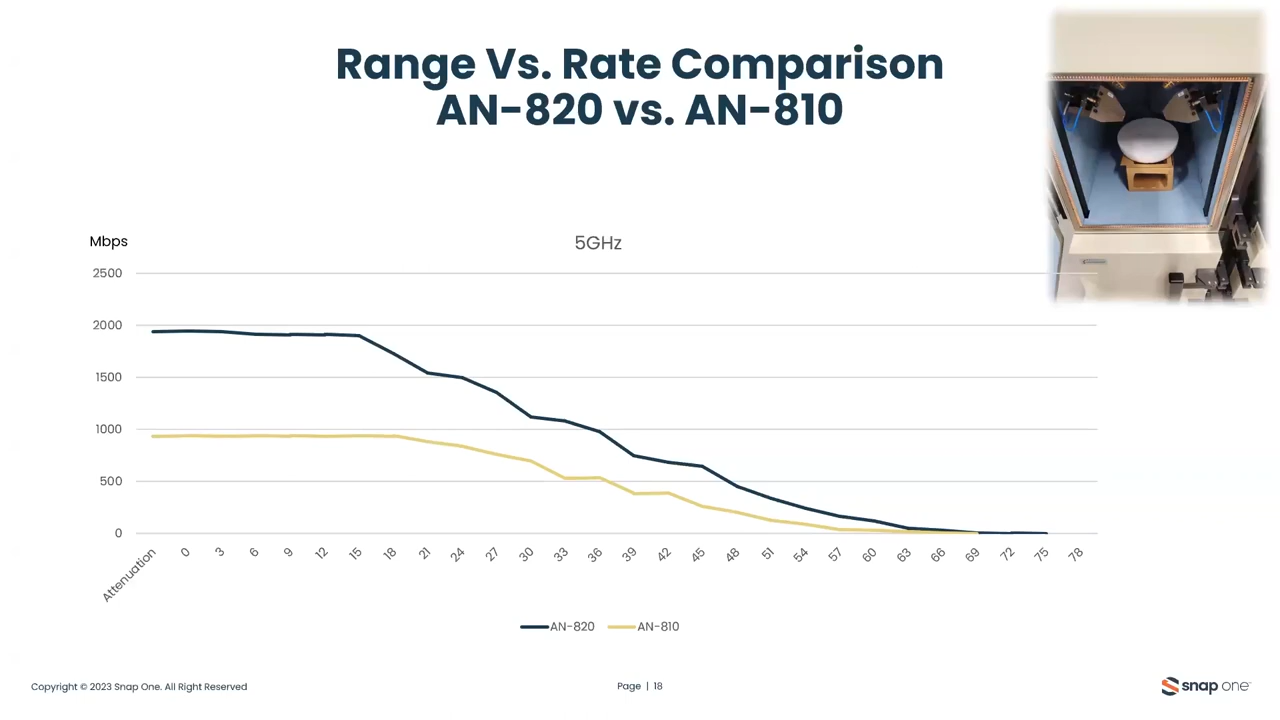 Range Vs. Rate Comparison
AN-820 vs. AN-810
Mbps
5GHz
2500
2000
1500
1000
500
0
Attenuation 0 3 6 9 12 15 18 21 24 27 30 33 36 39 42 45 48 51 54 57 60 63 66 69 72 75 78
AN-820 AN-810
Copyright © 2023 Snap One. All Right Reserved
Page | 18
snap one